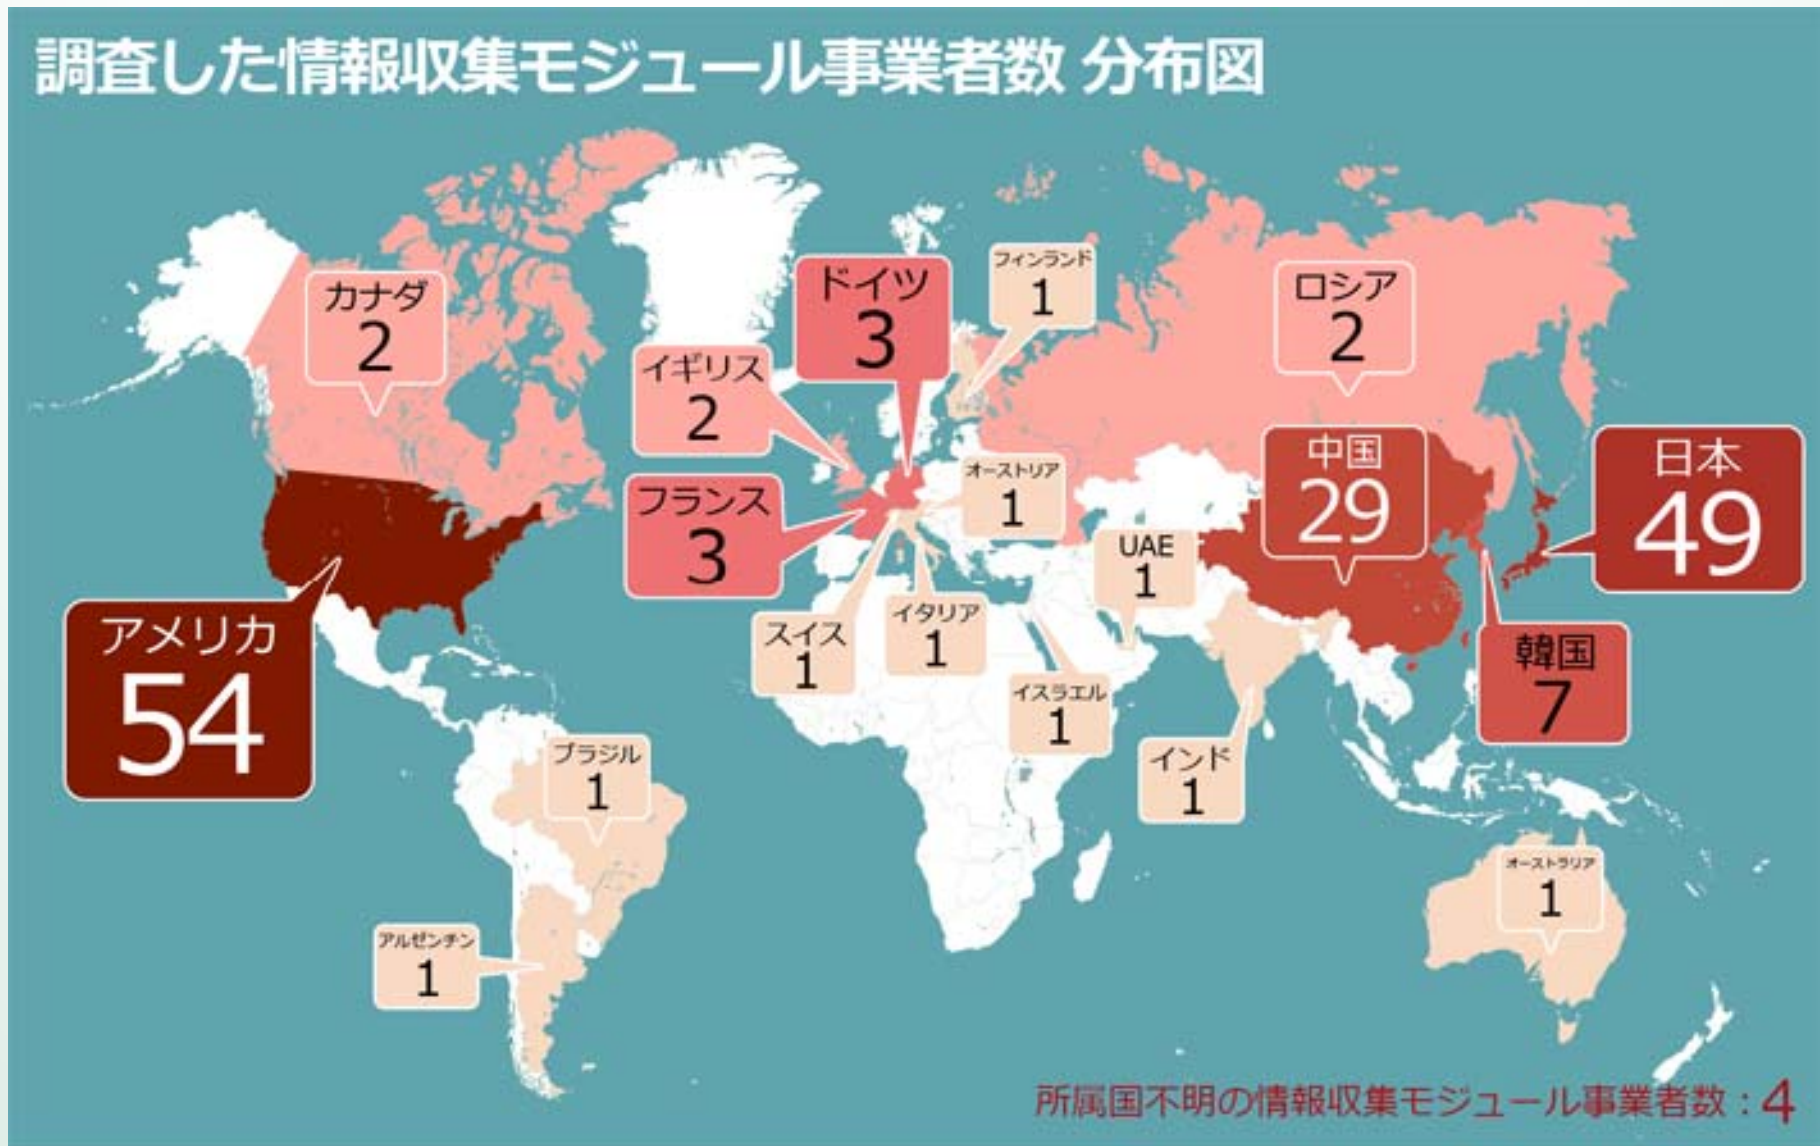 調査した情報収集モジュール事業者数 分布図
カナダ
2
ドイツ
3
フィンランド
1
ロシア
2
イギリス
2
フランス
3
オーストリア
1
中国
29
日本
49
UAE
1
アメリカ
54
スイス
1
イタリア
1
イスラエル
1
韓国
7
ブラジル
1
インド
1
オーストラリア
1
アルゼンチン
1
所属国不明の情報収集モジュール事業者数：4